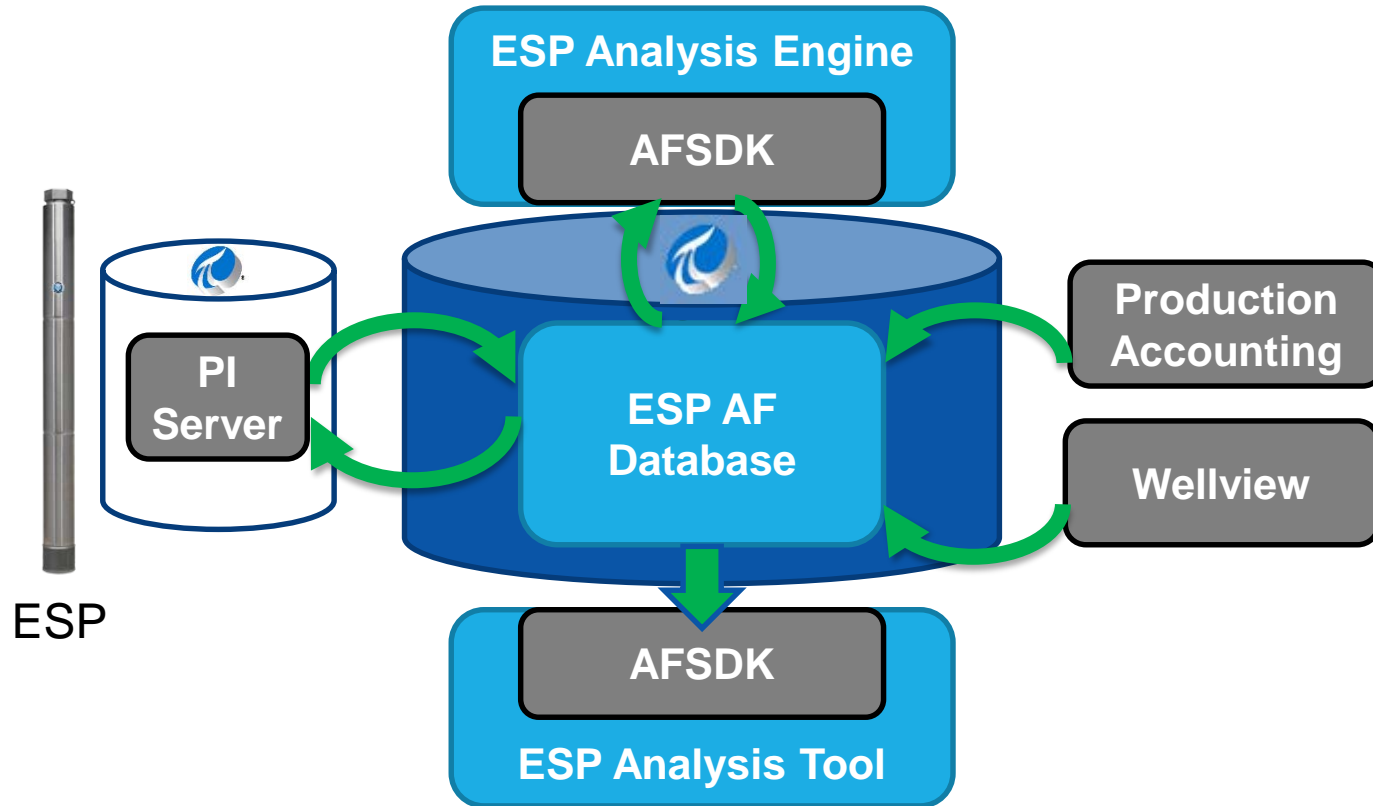 ESP Analysis Engine
AFSDK
PI
Server
ESP AF
Database
Production
Accounting
Wellview
ESP
AFSDK
ESP Analysis Tool